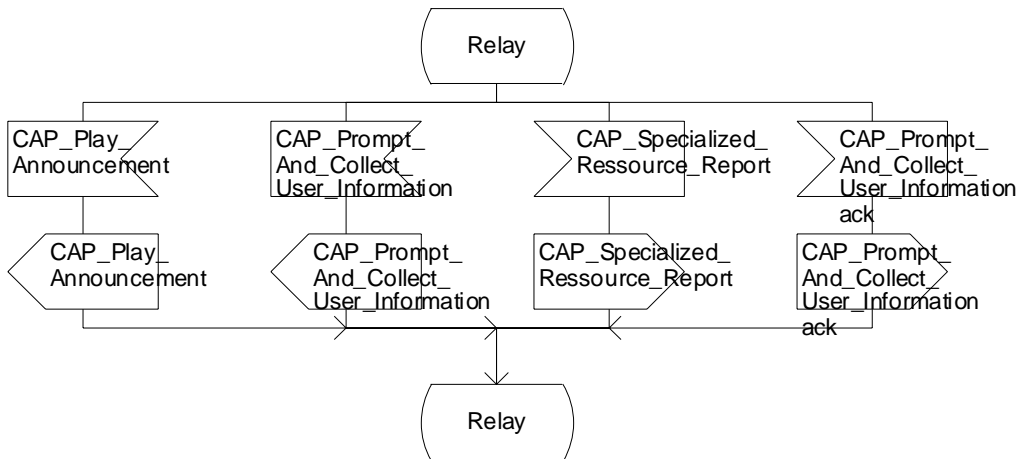 Relay
CAP_Play_
Announcement
CAP_Prompt_
And_Collect_
User_Information
CAP_Specialized_
Ressource_Report
CAP_Prompt_
And_Collect_
User_Information
ack
CAP_Play_
Announcement
CAP_Prompt_
And_Collect_
User_Information
CAP_Specialized_
Ressource_Report
CAP_Prompt_
And_Collect_
User_Information
ack
Relay